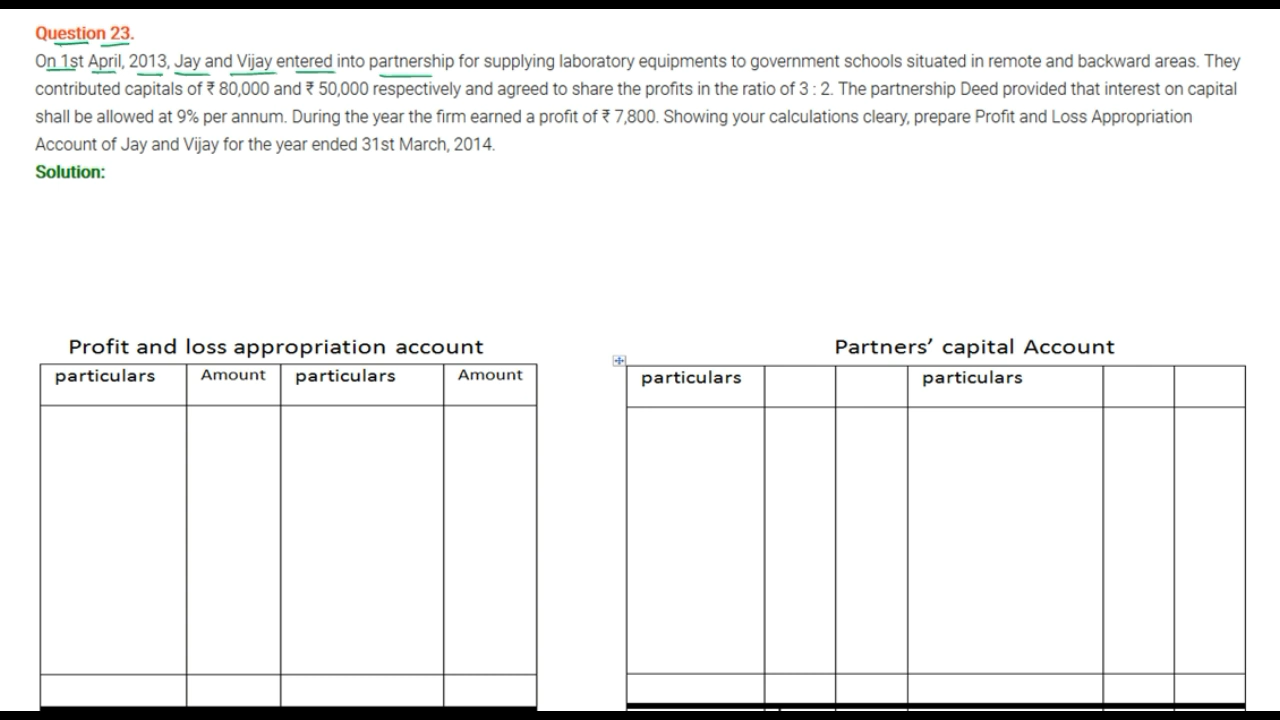 Question 23.
On 1st April, 2013, Jay and Vijay entered into partnership for supplying laboratory equipments to government schools situated in remote and backward areas. They
contributed capitals of ₹ 80,000 and ₹ 50,000 respectively and agreed to share the profits in the ratio of 3 : 2. The partnership Deed provided that interest on capital
shall be allowed at 9% per annum. During the year the firm earned a profit of ₹ 7,800. Showing your calculations cleary, prepare Profit and Loss Appropriation
Account of Jay and Vijay for the year ended 31st March, 2014.
Solution:
Profit and loss appropriation account
particulars Amount particulars Amount
Partners’ capital Account
particulars particulars